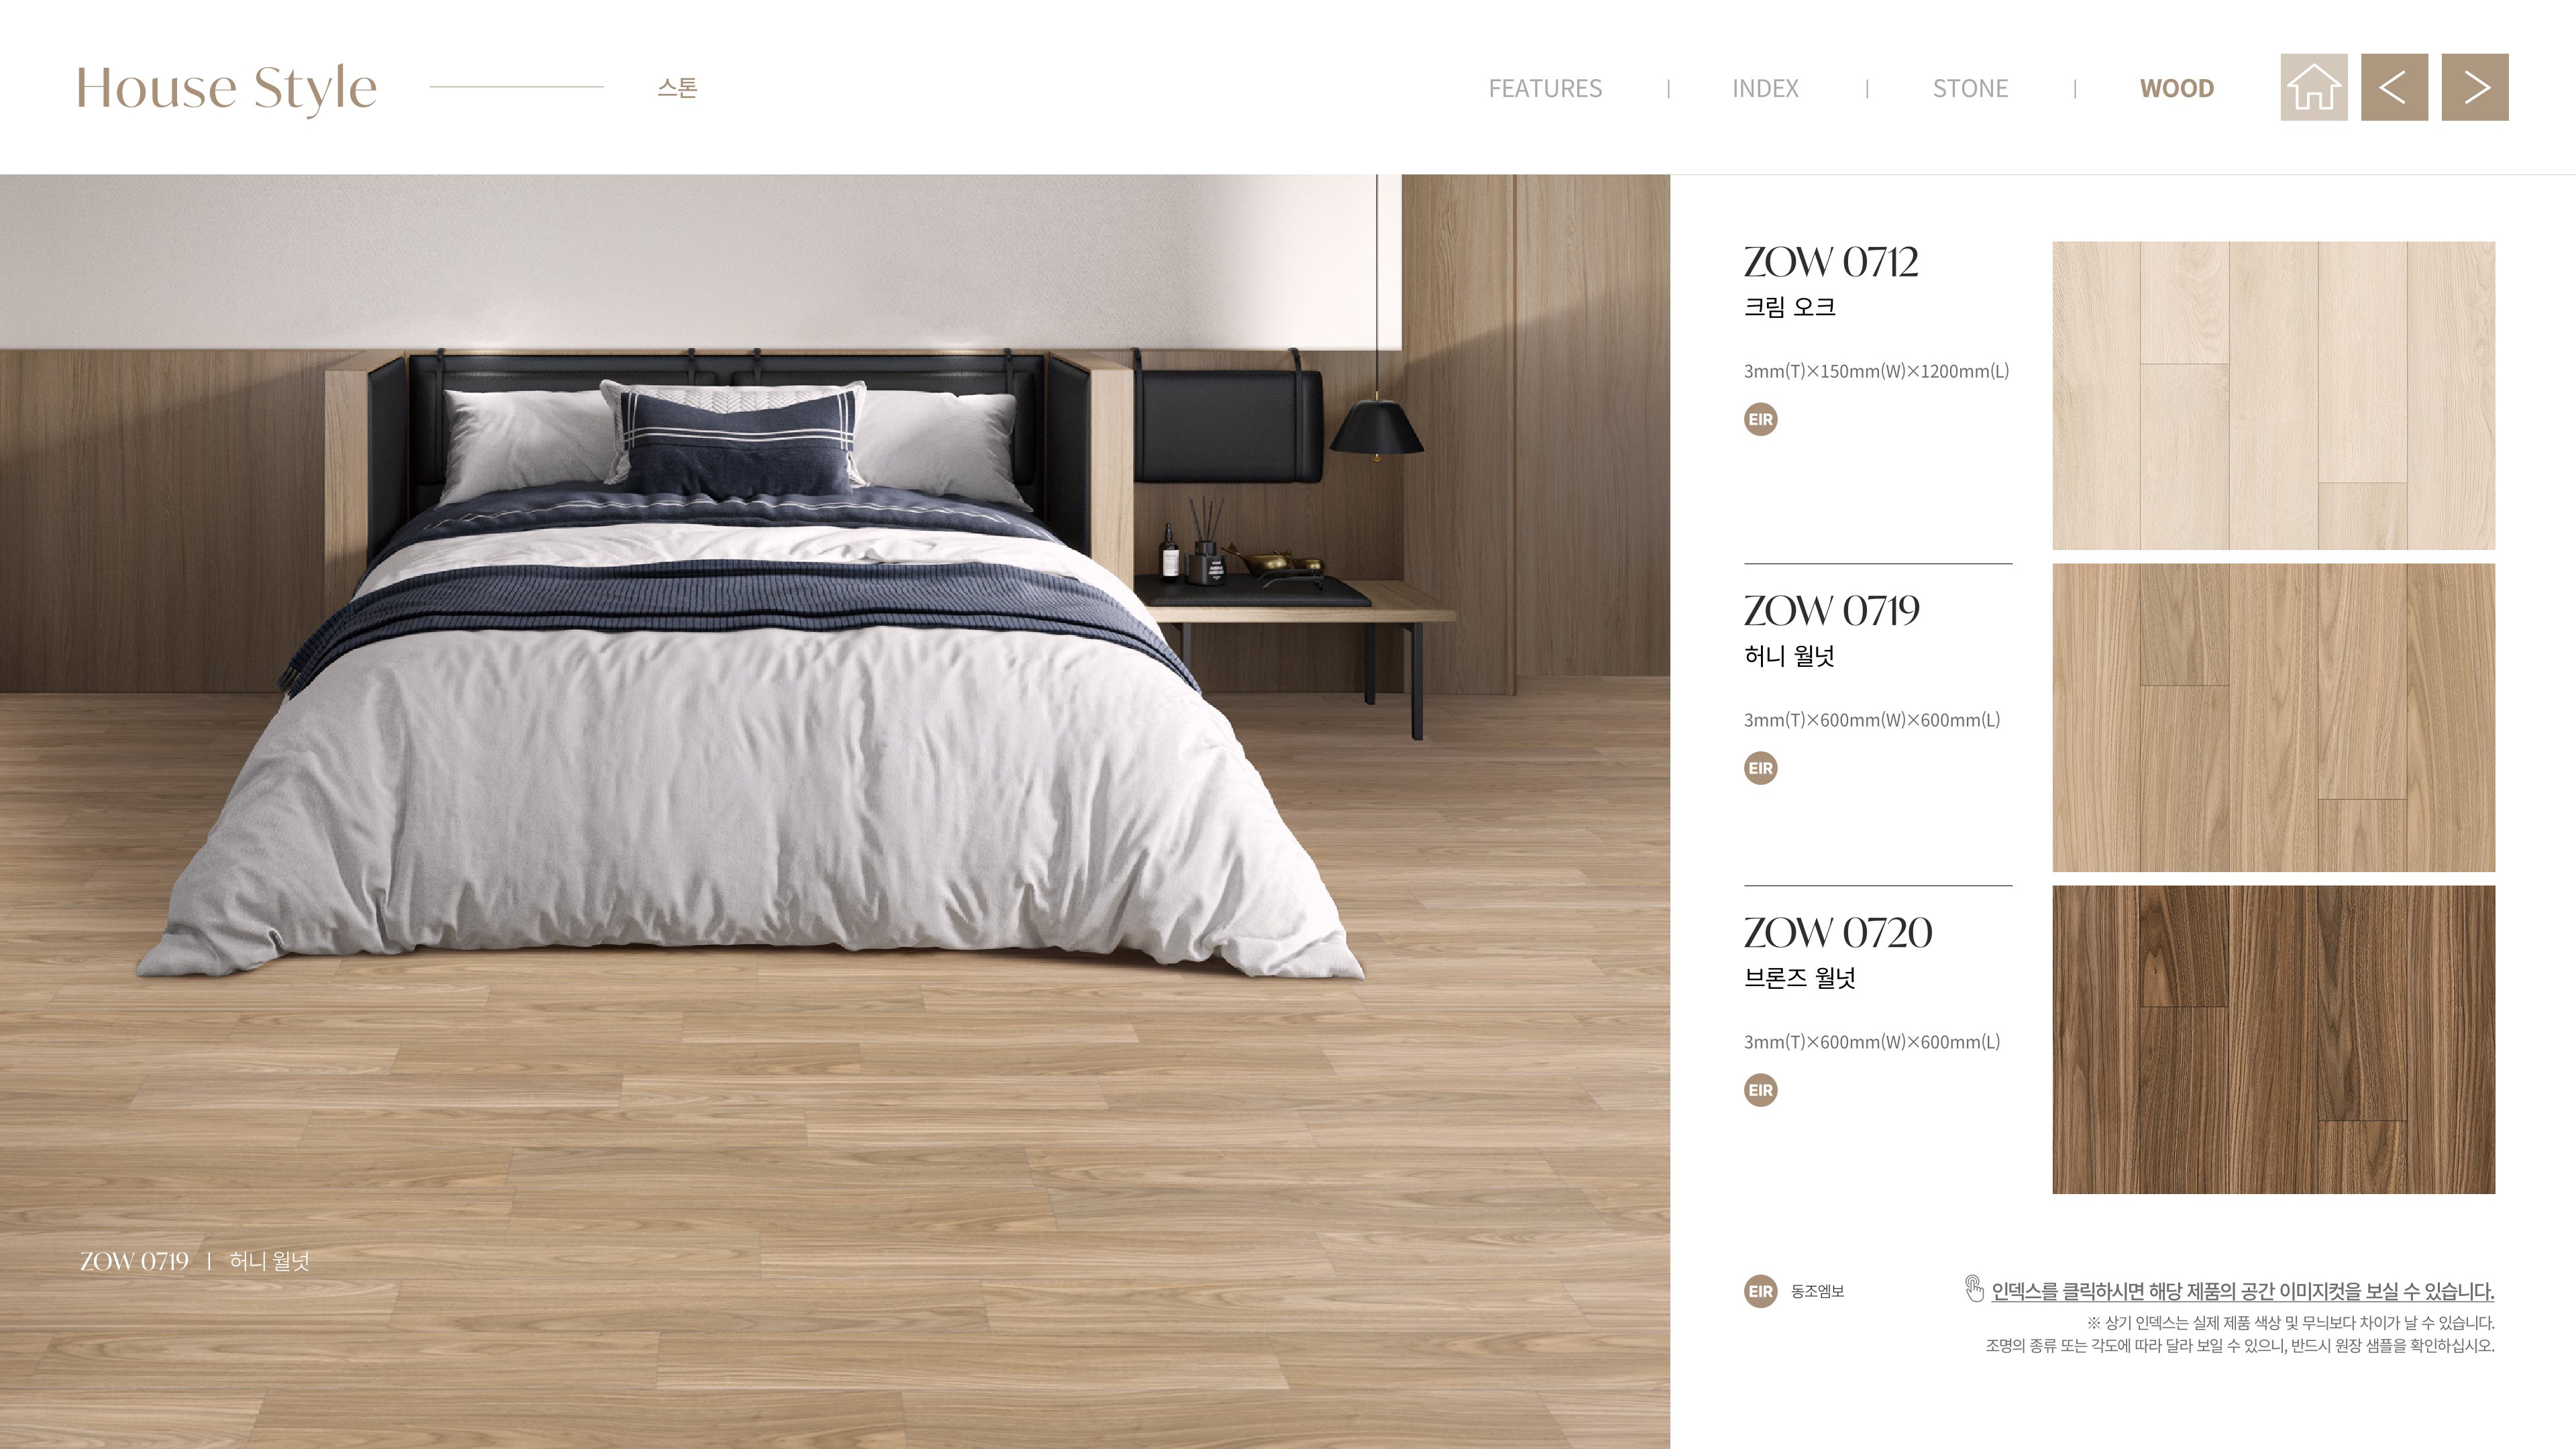 House Style
스톤
FEATURES | INDEX | STONE | WOOD
ZOW 0712
크림 오크
3mm(T)×150mm(W)×1200mm(L)
EIR
ZOW 0719
허니 월넛
3mm(T)×600mm(W)×600mm(L)
EIR
ZOW 0720
브론즈 월넛
3mm(T)×600mm(W)×600mm(L)
EIR
ZOW 0719 | 허니 월넛
EIR 동조엠보
인덱스를 클릭하시면 해당 제품의 공간 이미지컷을 보실 수 있습니다.
※ 상기 인덱스는 실제 제품 색상 및 무늬보다 차이가 날 수 있습니다.
조명의 종류 또는 각도에 따라 달라 보일 수 있으니, 반드시 원장 샘플을 확인하십시오.